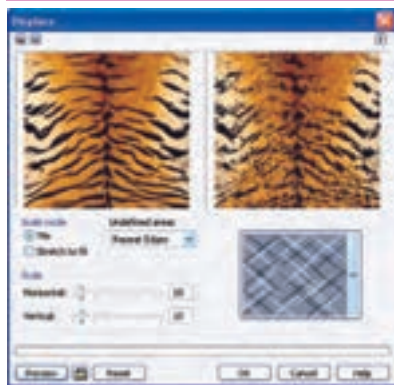 Displace
Scale mode
Undefined areas
Tile
Repeat Edges
Stretch to fit
Scale
Horizontal:
10
Vertical:
10
Preview
Reset
OK
Cancel
Help